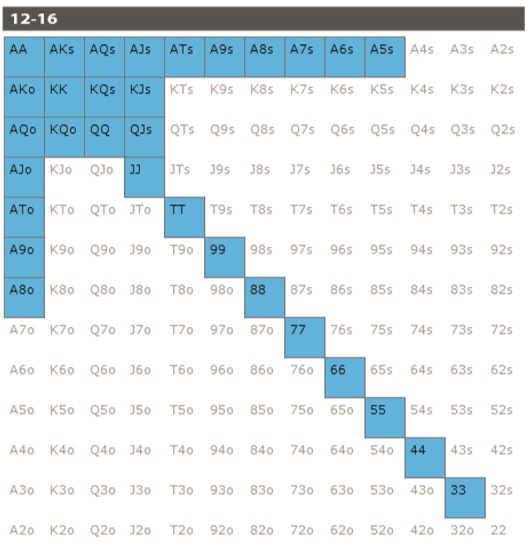 12-16
AA AKs AQs AJs ATs A9s A8s A7s A6s A5s A4s A3s A2s
AKo KK KQs KJs KTs K9s K8s K7s K6s K5s K4s K3s K2s
AQo KQo QQ QJs QTs Q9s Q8s Q7s Q6s Q5s Q4s Q3s Q2s
AJo KJo QJo JJ JTs J9s J8s J7s J6s J5s J4s J3s J2s
ATo KTo QTo JTo TT T9s T8s T7s T6s T5s T4s T3s T2s
A9o K9o Q9o J9o T9o 99 98s 97s 96s 95s 94s 93s 92s
A8o K8o Q8o J8o T8o 98o 88 87s 86s 85s 84s 83s 82s
A7o K7o Q7o J7o T7o 97o 87o 77 76s 75s 74s 73s 72s
A6o K6o Q6o J6o T6o 96o 86o 76o 66 65s 64s 63s 62s
A5o K5o Q5o J5o T5o 95o 85o 75o 65o 55 54s 53s 52s
A4o K4o Q4o J4o T4o 94o 84o 74o 64o 54o 44 43s 42s
A3o K3o Q3o J3o T3o 93o 83o 73o 63o 53o 43o 33 32s
A2o K2o Q2o J2o T2o 92o 82o 72o 62o 52o 42o 32o 22